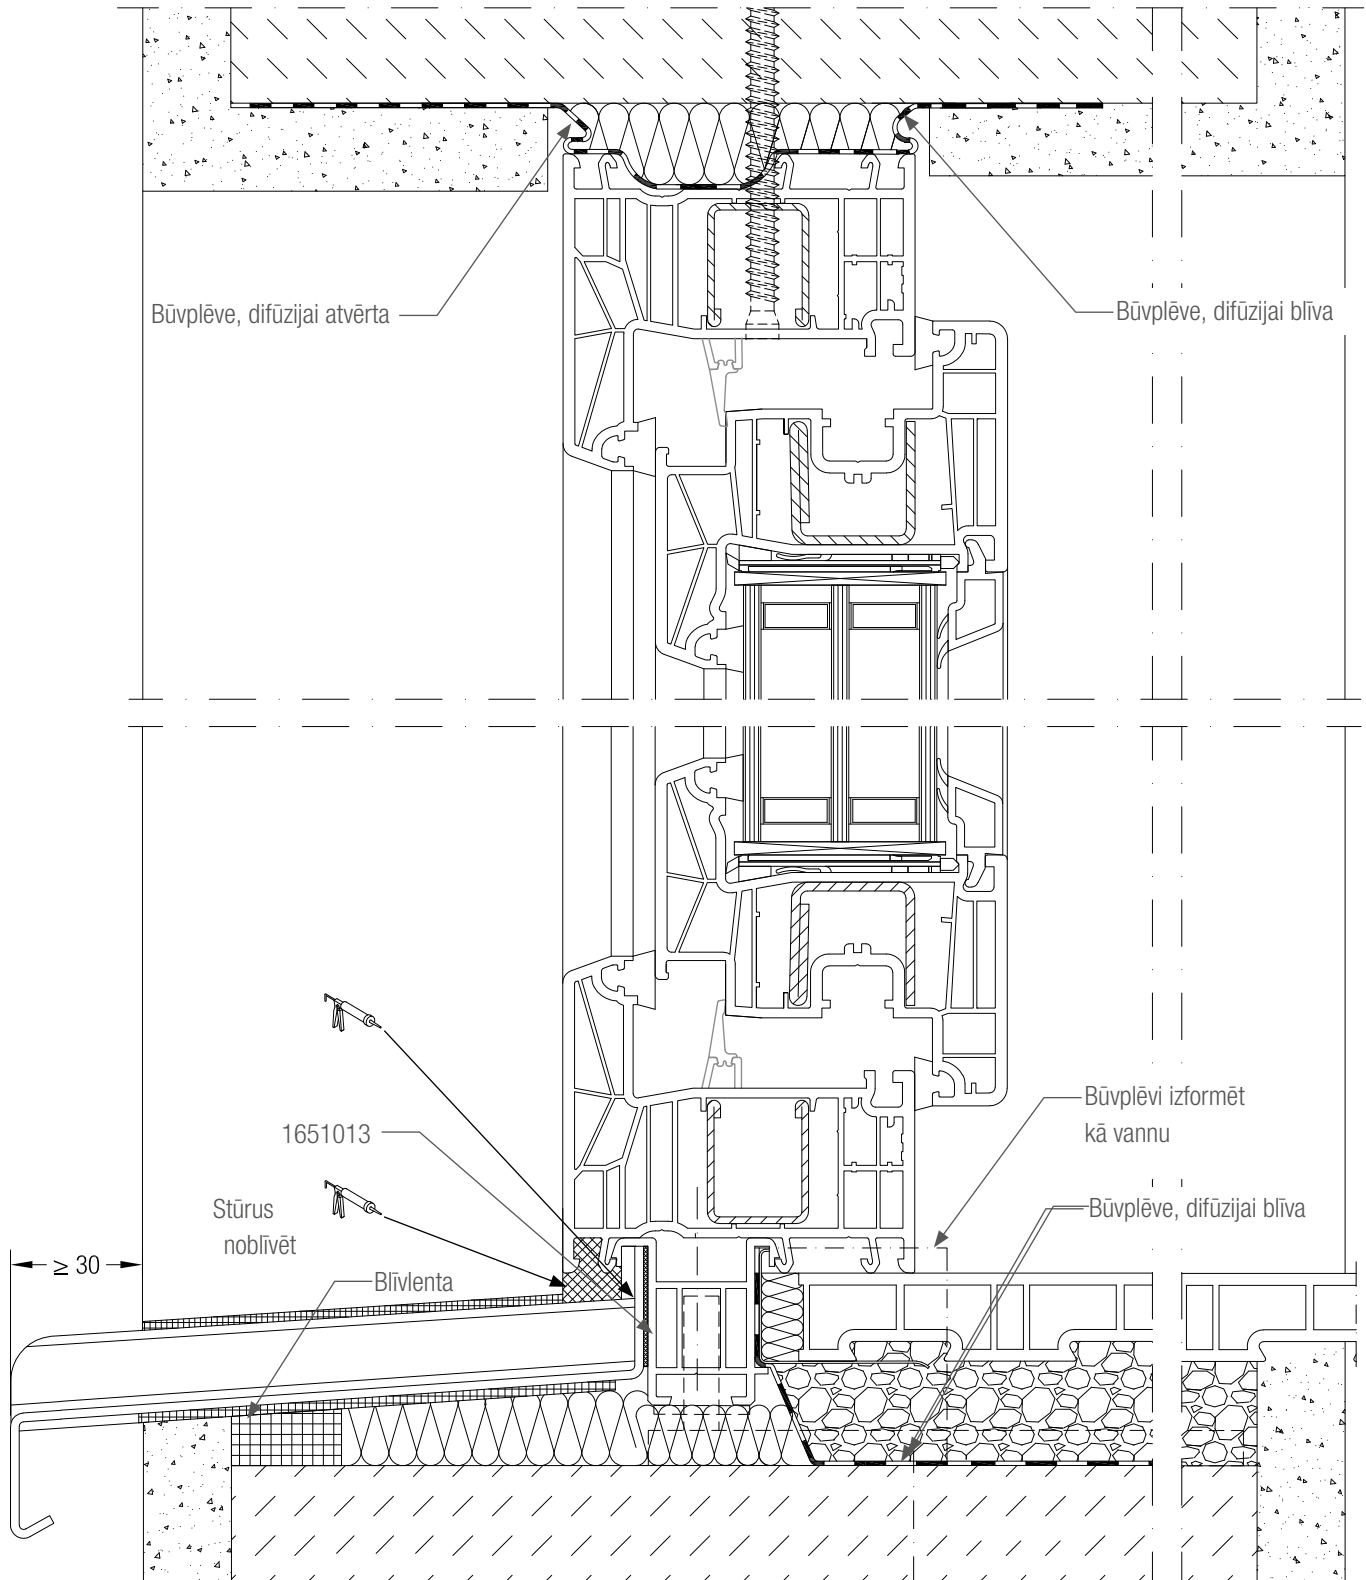 Būvplēve, difūzijai atvērta
Būvplēve, difūzijai blīva
Būvplēvi izformēt
kā vannu
1651013
Stūrus
noblīvēt
Būvplēve, difūzijai blīva
≥ 30
Blīvlenta